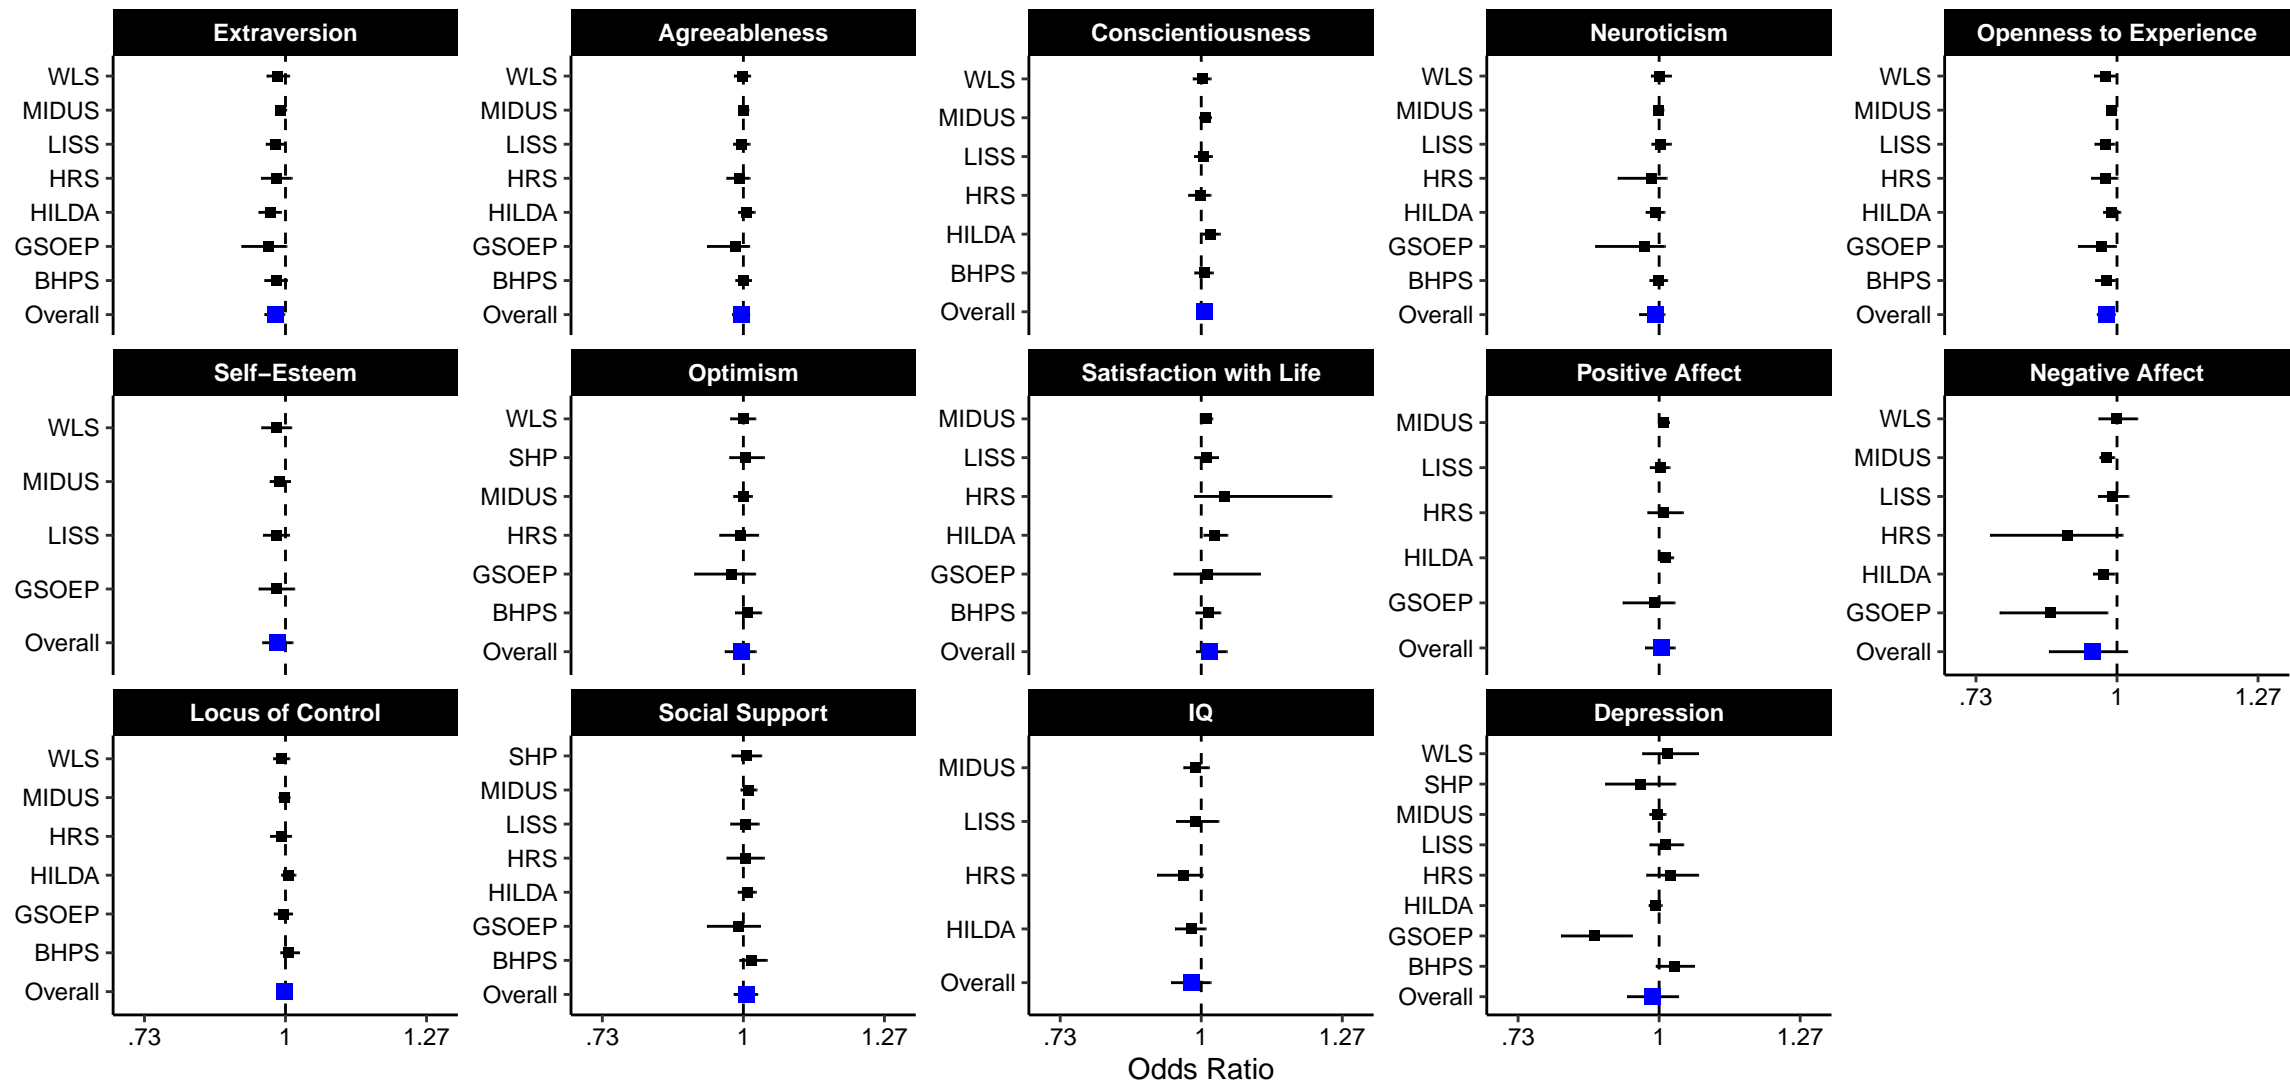 Extraversion
WLS
MIDUS
LISS
HRS
HILDA
GSOEP
BHPS
Overall
Agreeableness
WLS
MIDUS
LISS
HRS
HILDA
GSOEP
BHPS
Overall
Conscientiousness
WLS
MIDUS
LISS
HRS
HILDA
BHPS
Overall
Neuroticism
WLS
MIDUS
LISS
HRS
HILDA
GSOEP
BHPS
Overall
Openness to Experience
WLS
MIDUS
LISS
HRS
HILDA
GSOEP
BHPS
Overall
Self−Esteem
WLS
MIDUS
LISS
GSOEP
Overall
Optimism
WLS
SHP
MIDUS
HRS
GSOEP
BHPS
Overall
Satisfaction with Life
MIDUS
LISS
HRS
HILDA
GSOEP
BHPS
Overall
Positive Affect
MIDUS
LISS
HRS
HILDA
GSOEP
Overall
Negative Affect
WLS
MIDUS
LISS
HRS
HILDA
GSOEP
Overall
.73 1 1.27
Locus of Control
WLS
MIDUS
HRS
HILDA
GSOEP
BHPS
Overall
.73 1 1.27
Social Support
SHP
MIDUS
LISS
HRS
HILDA
GSOEP
BHPS
Overall
.73 1 1.27
IQ
MIDUS
LISS
HRS
HILDA
Overall
.73 1 1.27
Depression
WLS
SHP
MIDUS
LISS
HRS
HILDA
GSOEP
BHPS
Overall
.73 1 1.27
Odds Ratio